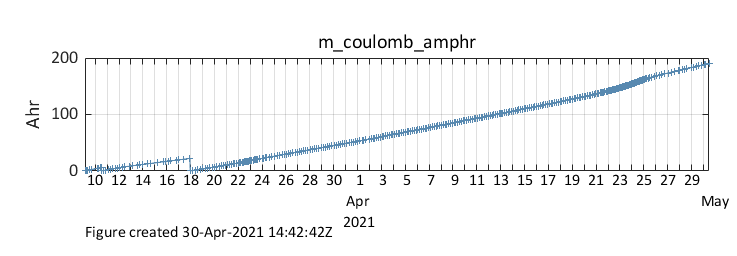 m_coulomb_amphr
Ahr
200
100
0
10 12 14 16 18 20 22 24 26 28 30 1 3 5 7 9 11 13 15 17 19 21 23 25 27 29
Apr May
2021
Figure created 30-Apr-2021 14:42:42Z